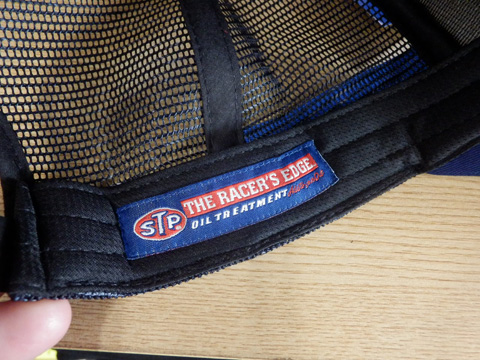 STP
THE RACER'S EDGE
OIL TREATMENT